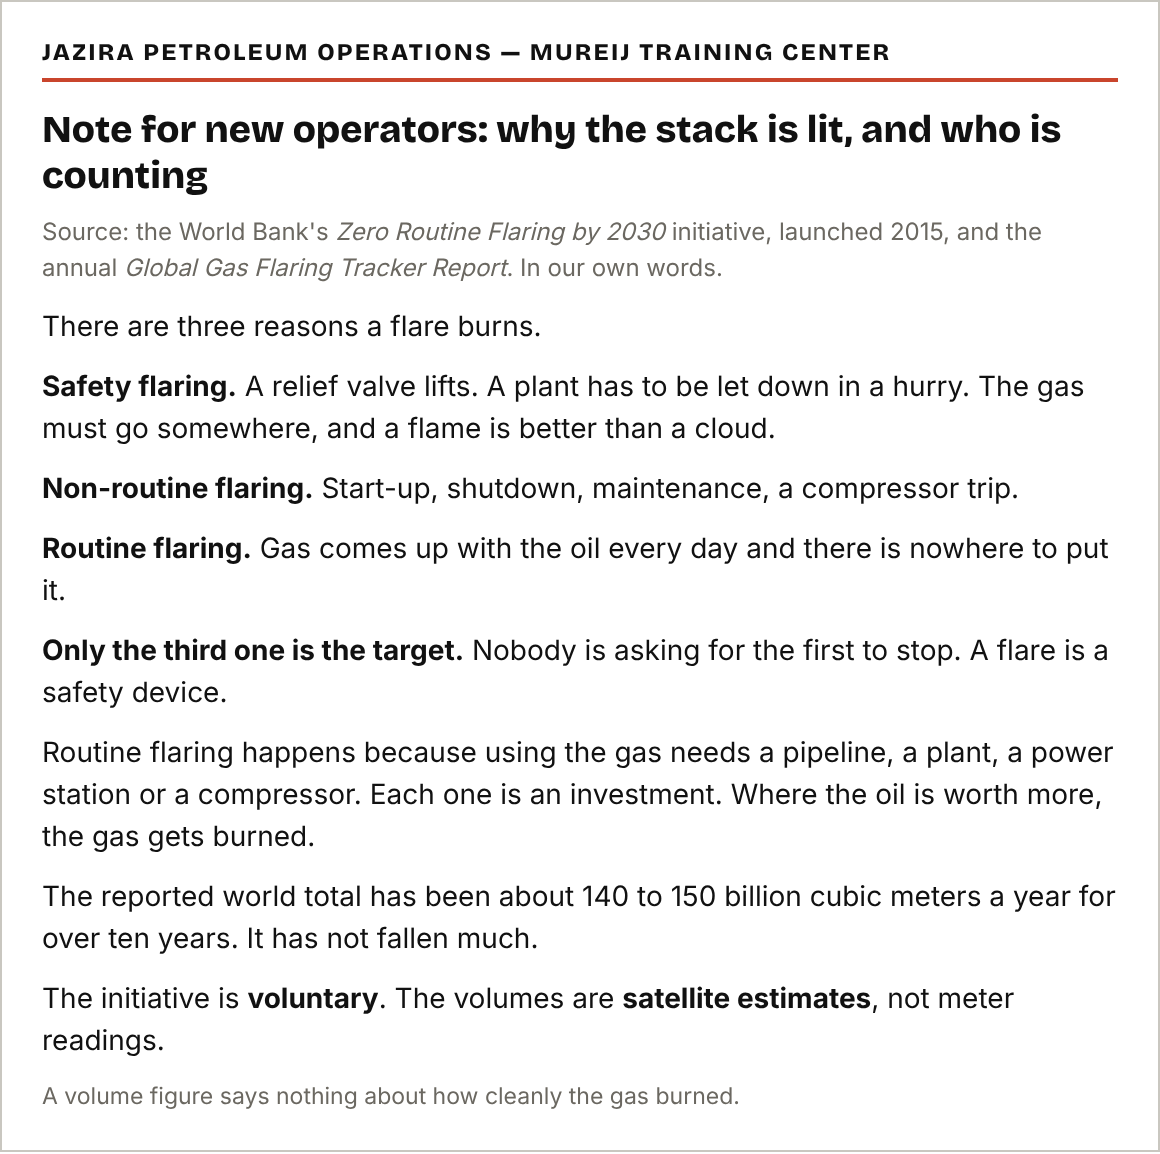 JAZIRA PETROLEUM OPERATIONS — MUREIJ TRAINING CENTER
Note for new operators: why the stack is lit, and who is
counting
Source: the World Bank's Zero Routine Flaring by 2030 initiative, launched 2015, and the
annual Global Gas Flaring Tracker Report. In our own words.
There are three reasons a flare burns.
Safety flaring. A relief valve lifts. A plant has to be let down in a hurry. The gas
must go somewhere, and a flame is better than a cloud.
Non-routine flaring. Start-up, shutdown, maintenance, a compressor trip.
Routine flaring. Gas comes up with the oil every day and there is nowhere to put
it.
Only the third one is the target. Nobody is asking for the first to stop. A flare is a
safety device.
Routine flaring happens because using the gas needs a pipeline, a plant, a power
station or a compressor. Each one is an investment. Where the oil is worth more,
the gas gets burned.
The reported world total has been about 140 to 150 billion cubic meters a year for
over ten years. It has not fallen much.
The initiative is voluntary. The volumes are satellite estimates, not meter
readings.
A volume figure says nothing about how cleanly the gas burned.